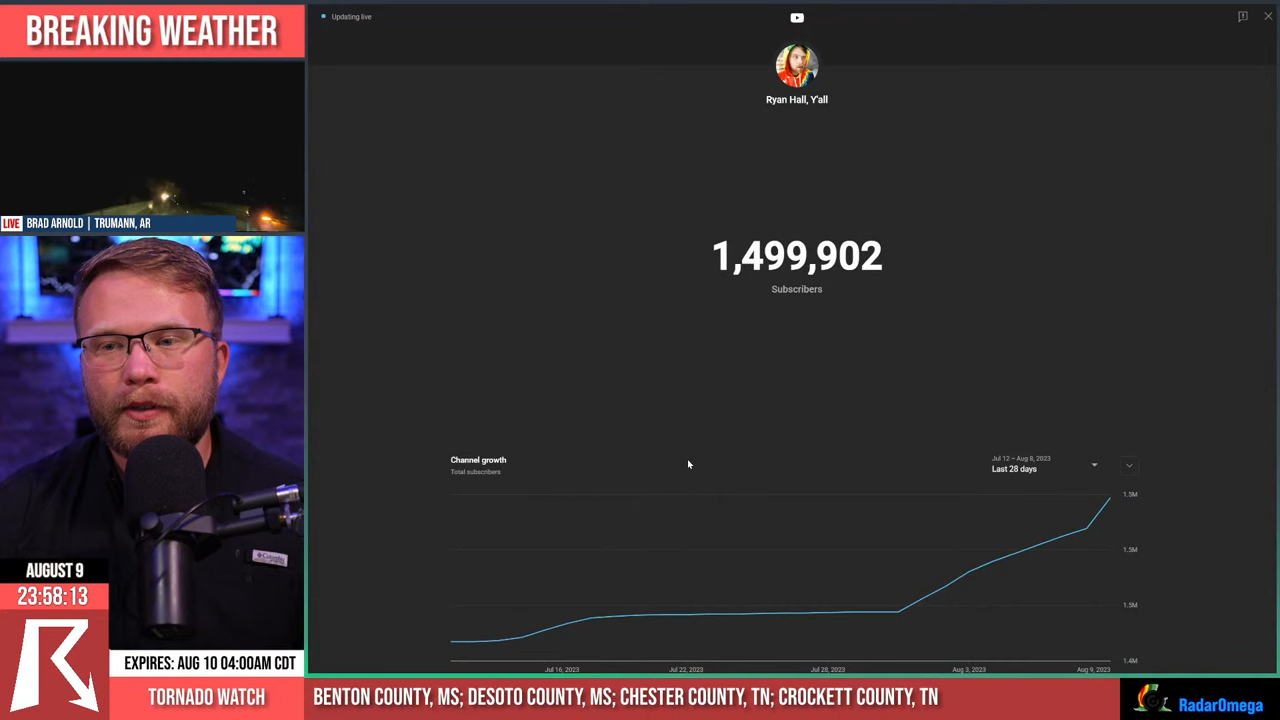 BREAKING WEATHER
LIVE
BRAD ARNOLD | TRUMANN, AR
Updating live
Ryan Hall, Y'all
1,499,902
Subscribers
Channel growth
Total subscribers
Jul 12 – Aug 8, 2023
Last 28 days
1.5M
1.5M
1.5M
1.4M
Jul 16, 2023
Jul 22, 2023
Jul 28, 2023
Aug 3, 2023
Aug 9, 2023
Columbia
AUGUST 9
23:58:13
EXPIRES: AUG 10 04:00AM CDT
TORNADO WATCH
BENTON COUNTY, MS; DESOTO COUNTY, MS; CHESTER COUNTY, TN; CROCKETT COUNTY, TN
RadarOmega